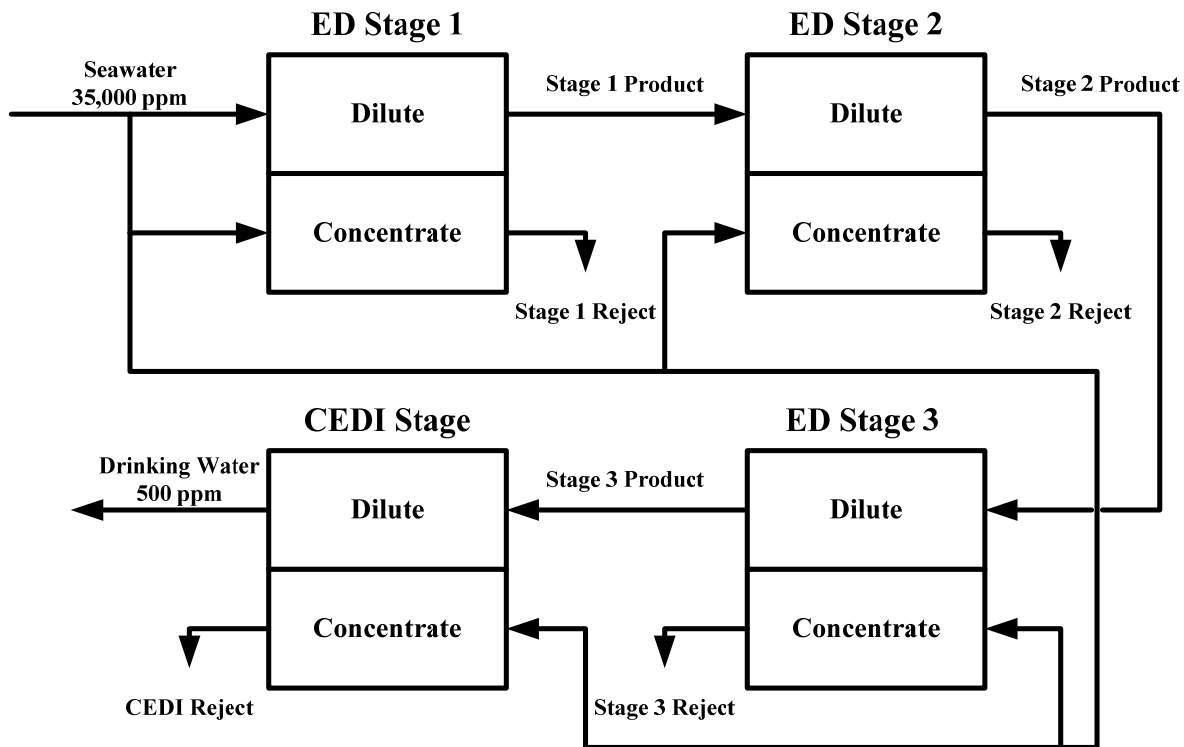 ED Stage 1
ED Stage 2
Seawater
35,000 ppm
Stage 1 Product
Stage 2 Product
Dilute
Dilute
Concentrate
Concentrate
Stage 1 Reject
Stage 2 Reject
CEDI Stage
ED Stage 3
Drinking Water
500 ppm
Stage 3 Product
Dilute
Dilute
Concentrate
Concentrate
CEDI Reject
Stage 3 Reject